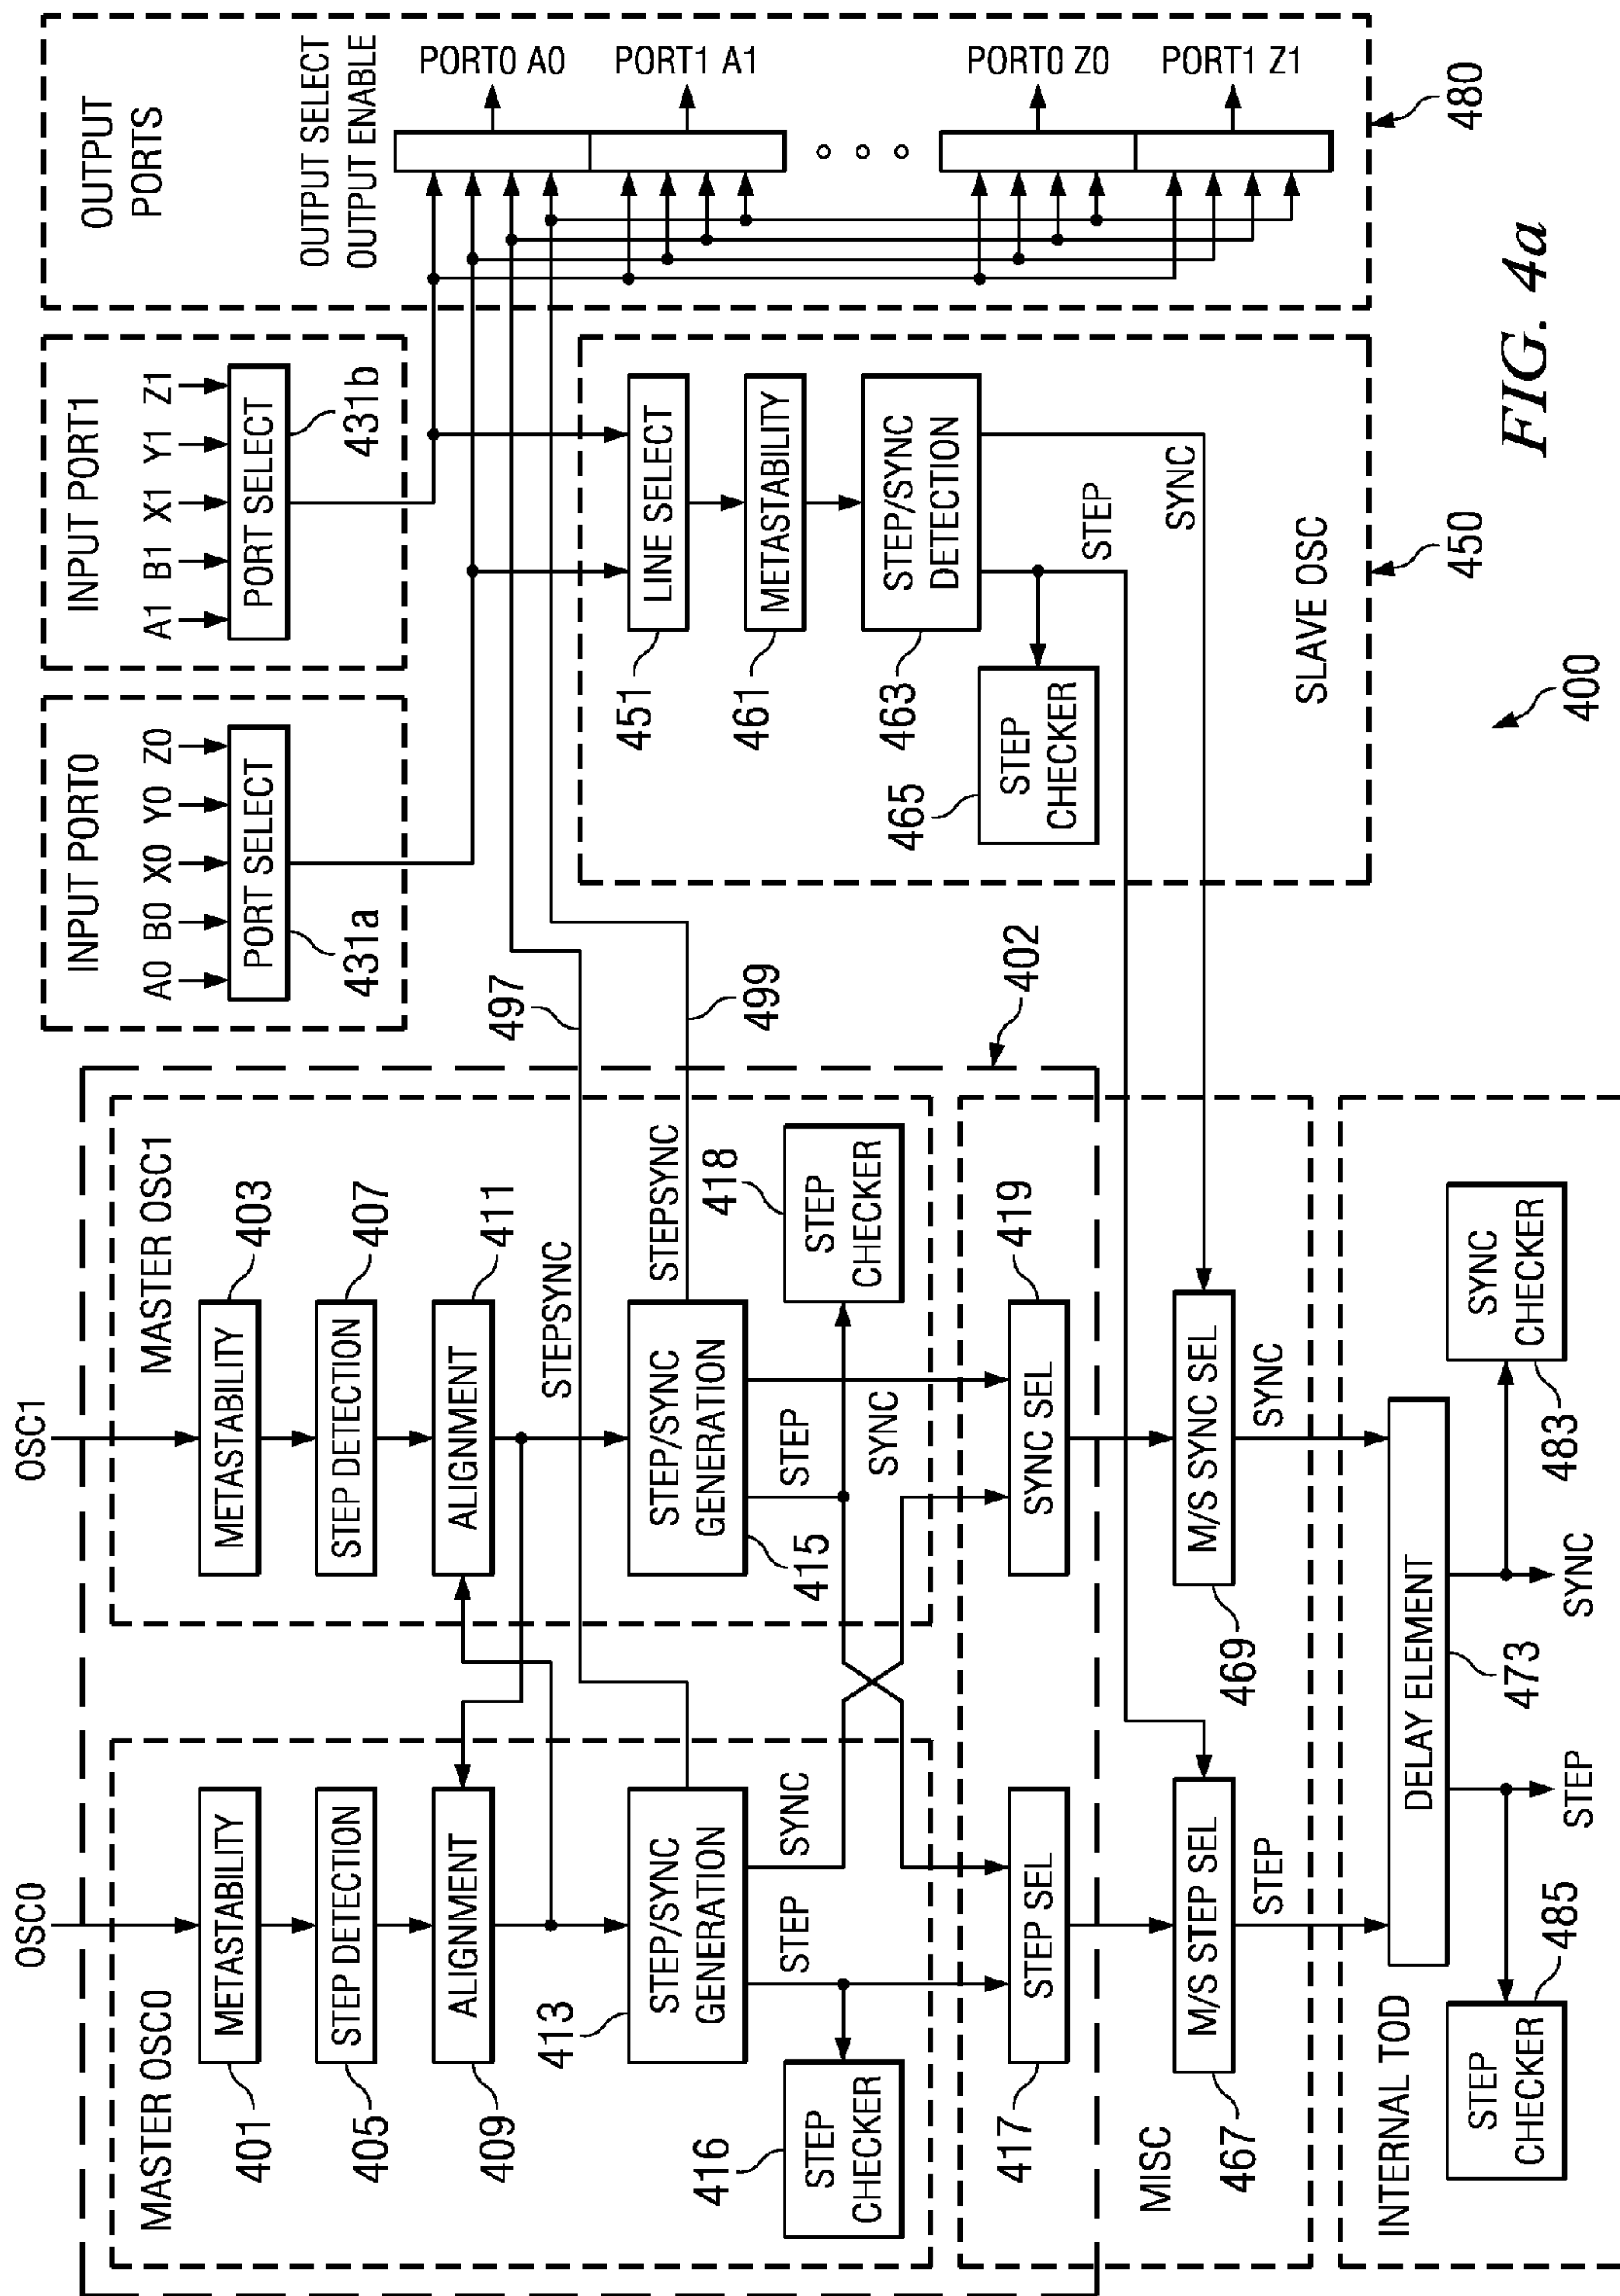 OSC0
OSC1
MASTER OSC0
METASTABILITY
401
STEP DETECTION
405
ALIGNMENT
409
413
STEP/SYNC
GENERATION
STEP
SYNC
416
STEP
CHECKER
MASTER OSC1
METASTABILITY
403
STEP DETECTION
407
ALIGNMENT
411
STEPSYNC
STEPSYNC
STEP/SYNC
GENERATION
415
STEP
SYNC
418
STEP
CHECKER
497
499
402
STEP SEL
417
SYNC SEL
419
MISC
M/S STEP SEL
467
STEP
M/S SYNC SEL
469
SYNC
INTERNAL TOD
DELAY ELEMENT
473
STEP
CHECKER
485
STEP
SYNC
SYNC
CHECKER
483
INPUT PORT0
A0 B0 X0 Y0 Z0
PORT SELECT
431a
INPUT PORT1
A1 B1 X1 Y1 Z1
PORT SELECT
431b
LINE SELECT
451
METASTABILITY
461
STEP/SYNC
DETECTION
463
STEP
CHECKER
465
STEP
SYNC
SLAVE OSC
450
OUTPUT
PORTS
OUTPUT SELECT
OUTPUT ENABLE
PORT0 A0
PORT1 A1
PORT0 Z0
PORT1 Z1
480
400
FIG. 4a